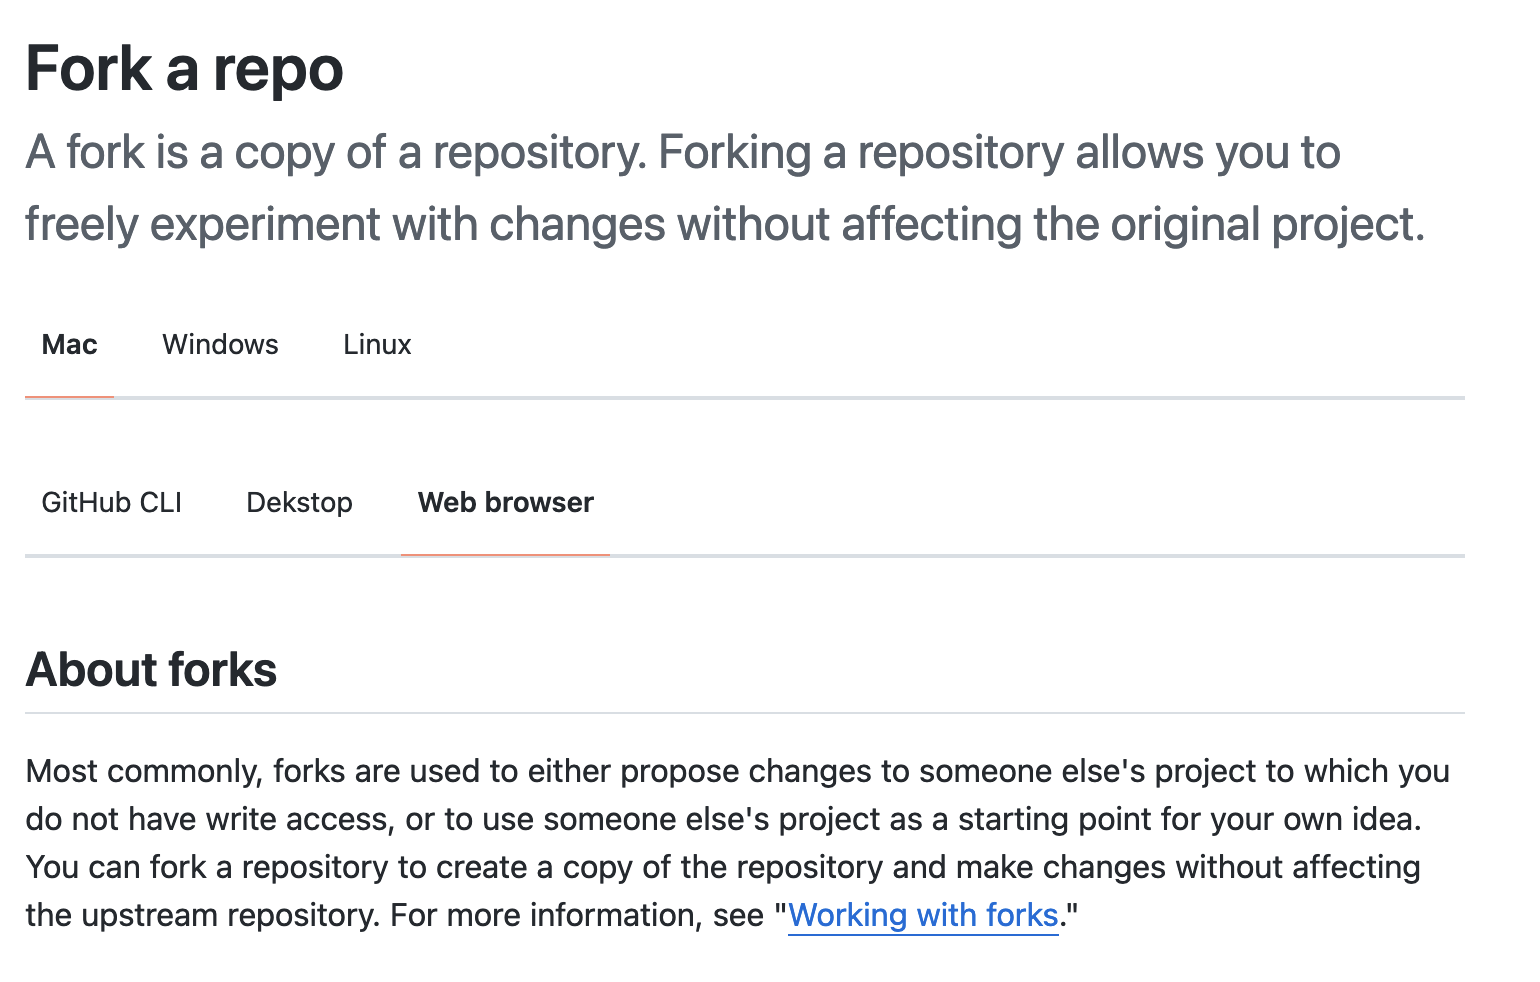 Fork a repo
A fork is a copy of a repository. Forking a repository allows you to
freely experiment with changes without affecting the original project.
Mac Windows Linux
GitHub CLI Dekstop Web browser
About forks
Most commonly, forks are used to either propose changes to someone else's project to which you
do not have write access, or to use someone else's project as a starting point for your own idea.
You can fork a repository to create a copy of the repository and make changes without affecting
the upstream repository. For more information, see "Working with forks."